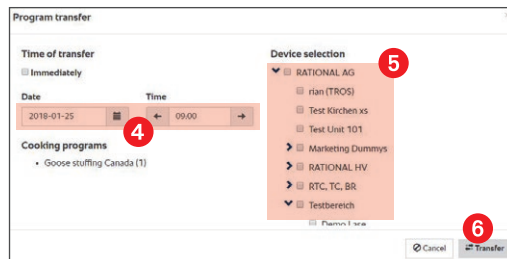 Program transfer
Time of transfer
Immediately
Date
Time
2018-01-25
09:00
4
Cooking programs
• Goose stuffing Canada (1)
Device selection
5
RATIONAL AG
rian (TROS)
Test Kirchen xs
Test Unit 101
Marketing Dummys
RATIONAL HV
RTC, TC, BR
Testbereich
6
Cancel
Transfer